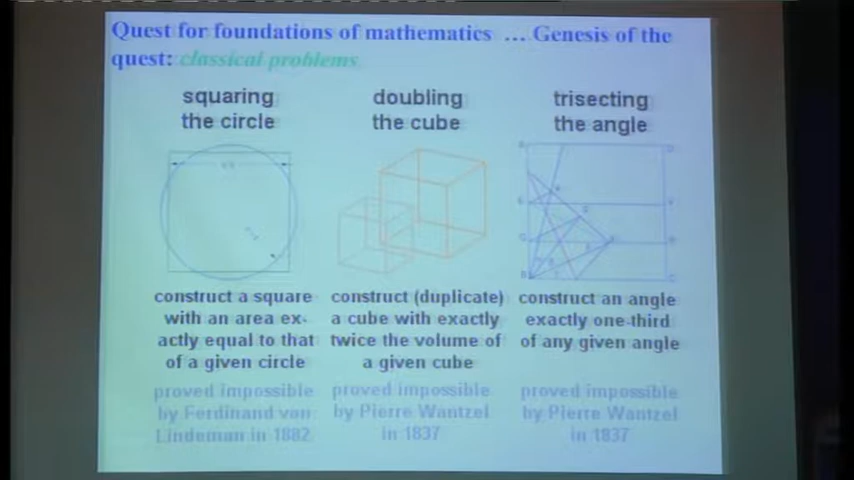 Quest for foundations of mathematics ... Genesis of the
quest: classical problems
squaring
the circle
doubling
the cube
trisecting
the angle
construct a square
with an area ex-
actly equal to that
of a given circle
construct (duplicate)
a cube with exactly
twice the volume of
a given cube
construct an angle
exactly one-third
of any given angle
proved impossible
by Ferdinand von
Lindeman in 1882
proved impossible
by Pierre Wantzel
in 1837
proved impossible
by Pierre Wantzel
in 1837